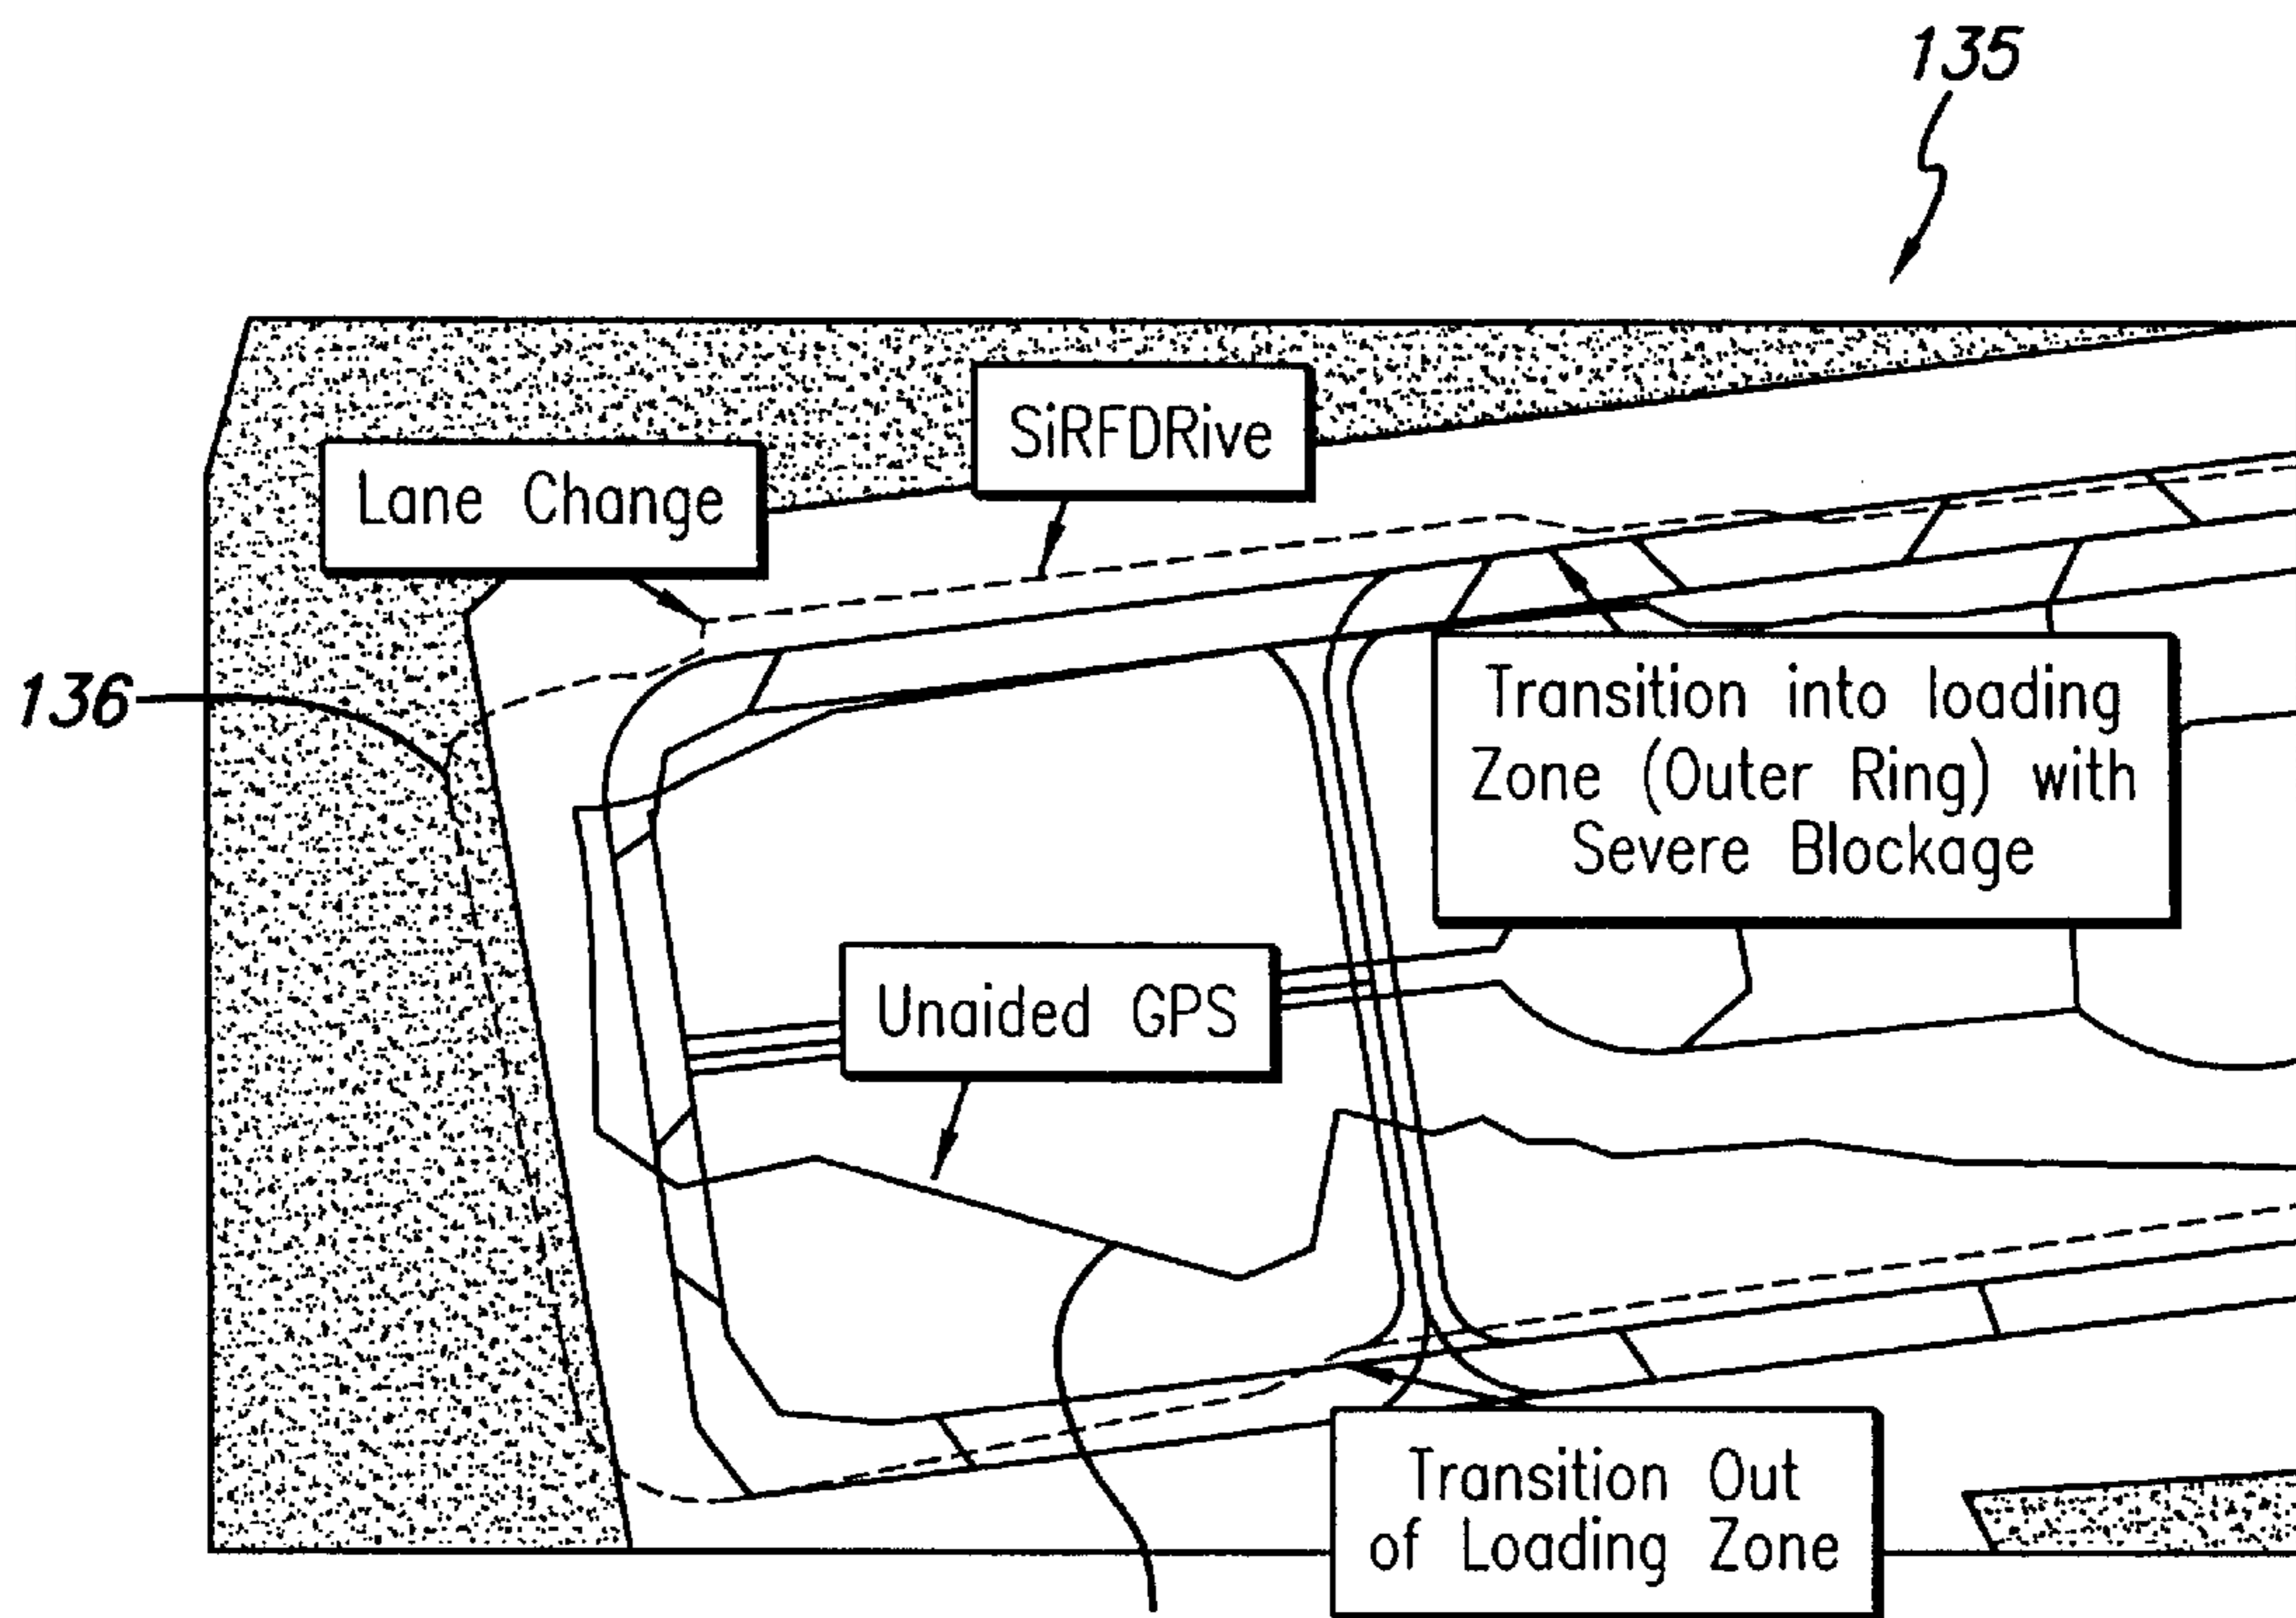 135
SiRFDRive
Lane Change
136
Transition into loading
Zone (Outer Ring) with
Severe Blockage
Unaided GPS
Transition Out
of Loading Zone